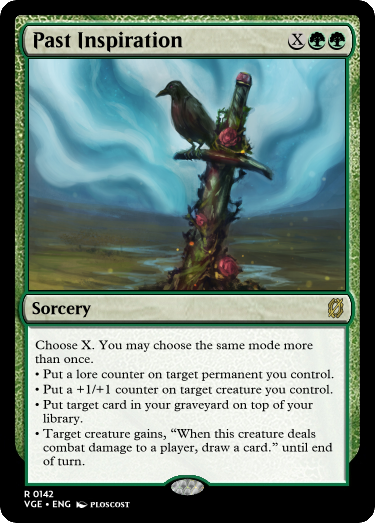 Past Inspiration X
Sorcery
Choose X. You may choose the same mode more
than once.
• Put a lore counter on target permanent you control.
• Put a +1/+1 counter on target creature you control.
• Put target card in your graveyard on top of your
library.
• Target creature gains, “When this creature deals
combat damage to a player, draw a card.” until end
of turn.
R 0142
VGE • ENG PLOSCOST